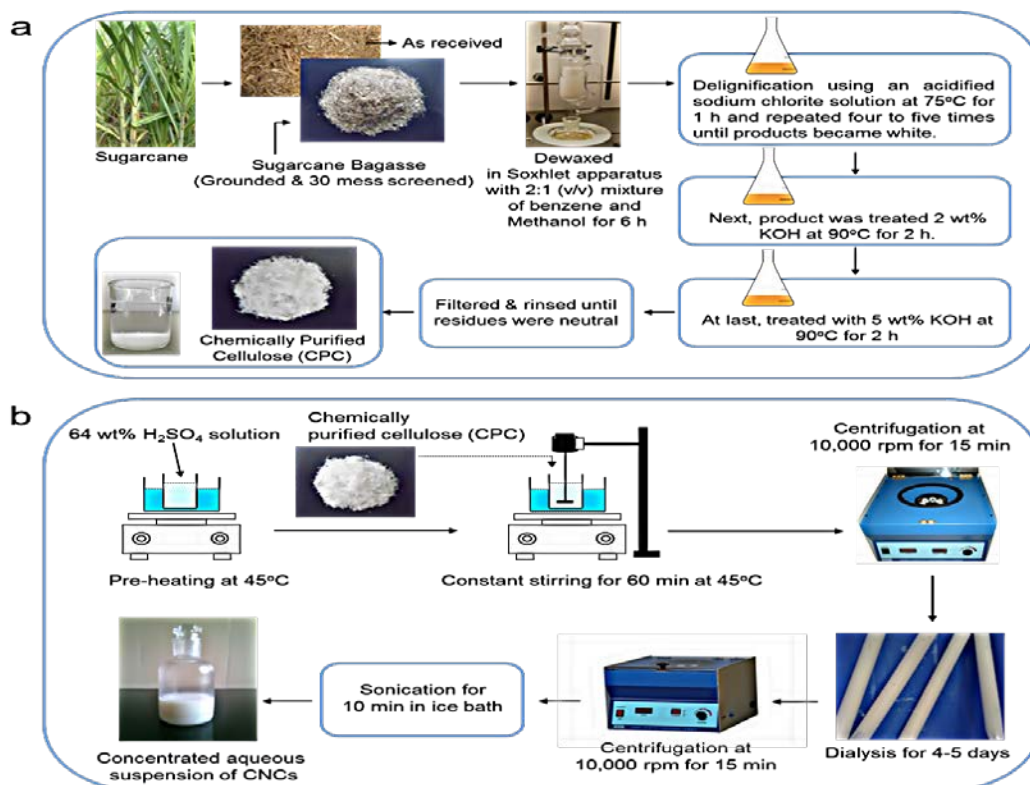 a
As received
Sugarcane
Sugarcane Bagasse
(Grounded & 30 mess screened)
Dewaxed
in Soxhlet apparatus
with 2:1 (v/v) mixture
of benzene and
Methanol for 6 h
Delignification using an acidified
sodium chlorite solution at 75°C for
1 h and repeated four to five times
until products became white.
Next, product was treated 2 wt%
KOH at 90°C for 2 h.
At last, treated with 5 wt% KOH at
90°C for 2 h
Filtered & rinsed until
residues were neutral
Chemically Purified
Cellulose (CPC)
b
64 wt% H₂SO₄ solution
Pre-heating at 45°C
Chemically
purified cellulose (CPC)
Constant stirring for 60 min at 45°C
Centrifugation at
10,000 rpm for 15 min
Dialysis for 4-5 days
Centrifugation at
10,000 rpm for 15 min
Sonication for
10 min in ice bath
Concentrated aqueous
suspension of CNCs